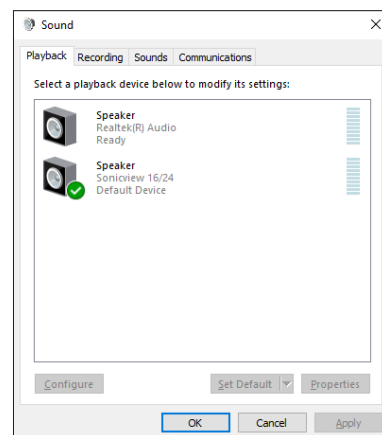 Sound
Playback Recording Sounds Communications
Select a playback device below to modify its settings:
Speaker
Realtek(R) Audio
Ready
Speaker
Sonicview 16/24
Default Device
Configure Set Default Properties
OK Cancel Apply